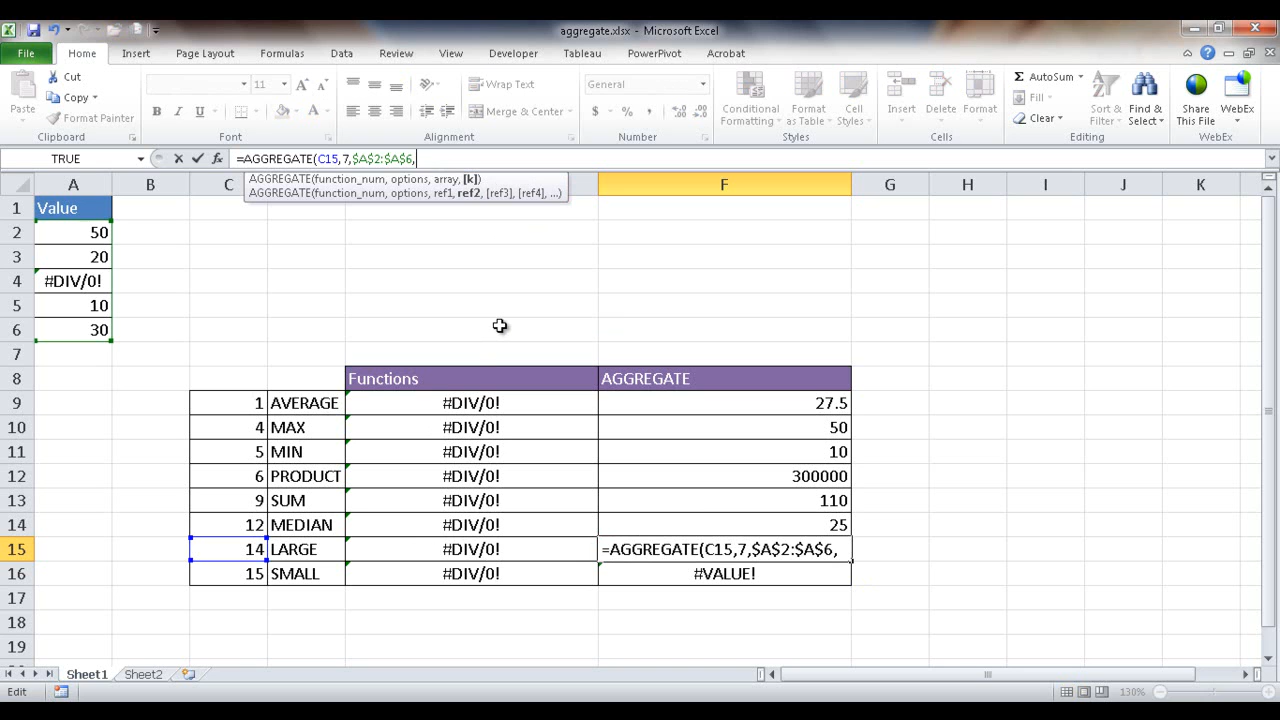 aggregate.xlsx - Microsoft Excel
File Home Insert Page Layout Formulas Data Review View Developer Tableau PowerPivot Acrobat
Paste
Cut
Copy
Format Painter
Clipboard
11
B I U
Font
Wrap Text
Merge & Center
Alignment
General
$ % ,
Number
Conditional Formatting
Format as Table
Cell Styles
Styles
Insert
Delete
Format
Cells
AutoSum
Fill
Clear
Sort & Filter
Find & Select
Editing
Share This File
WebEx
WebEx
TRUE fx =AGGREGATE(C15,7,$A$2:$A$6,
AGGREGATE(function_num, options, array, [k])
AGGREGATE(function_num, options, ref1, ref2, [ref3], [ref4], ...)
A B C F G H I J K
1 Value
2 50
3 20
4 #DIV/0!
5 10
6 30
7
8 Functions AGGREGATE
9 1 AVERAGE #DIV/0! 27.5
10 4 MAX #DIV/0! 50
11 5 MIN #DIV/0! 10
12 6 PRODUCT #DIV/0! 300000
13 9 SUM #DIV/0! 110
14 12 MEDIAN #DIV/0! 25
15 14 LARGE #DIV/0! =AGGREGATE(C15,7,$A$2:$A$6,
16 15 SMALL #DIV/0! #VALUE!
17
18
19
Sheet1 Sheet2
Edit 130%